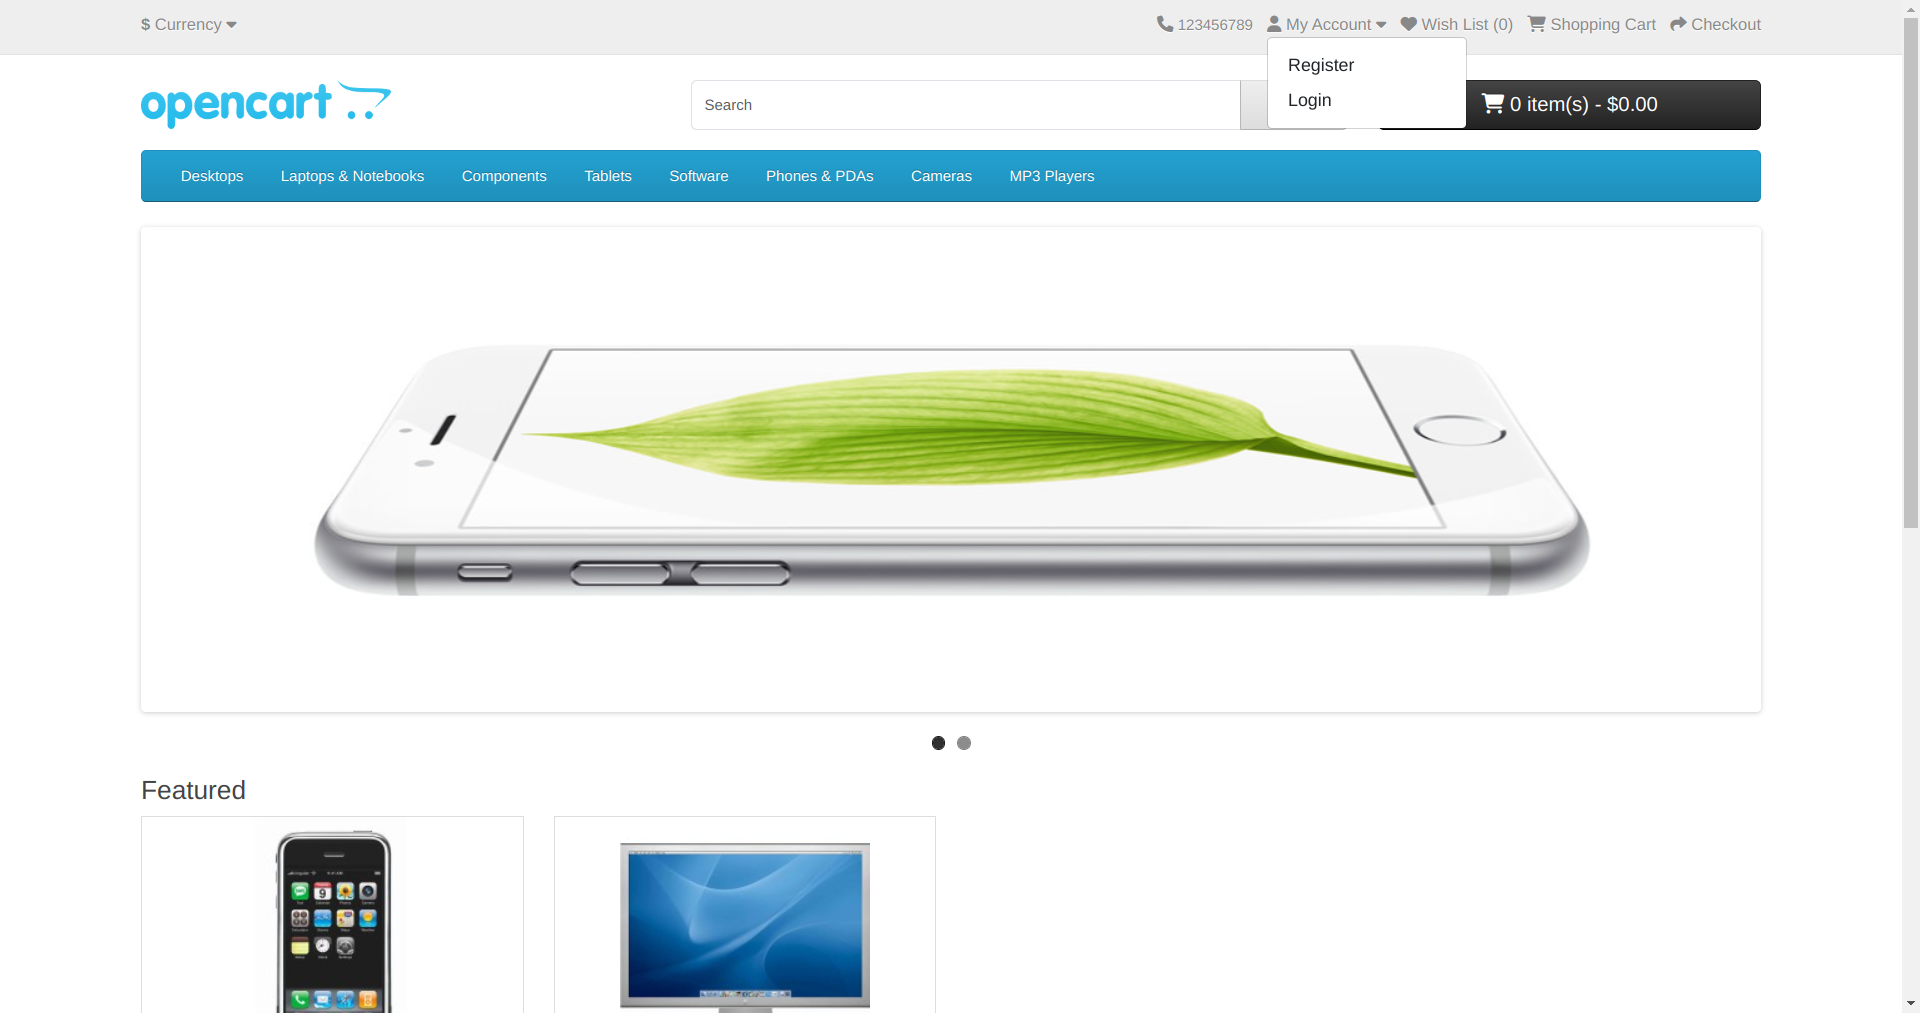 $ Currency
123456789
My Account
Wish List (0)
Shopping Cart
Checkout
Register
Login
opencart
Search
0 item(s) - $0.00
Desktops
Laptops & Notebooks
Components
Tablets
Software
Phones & PDAs
Cameras
MP3 Players
Featured
9